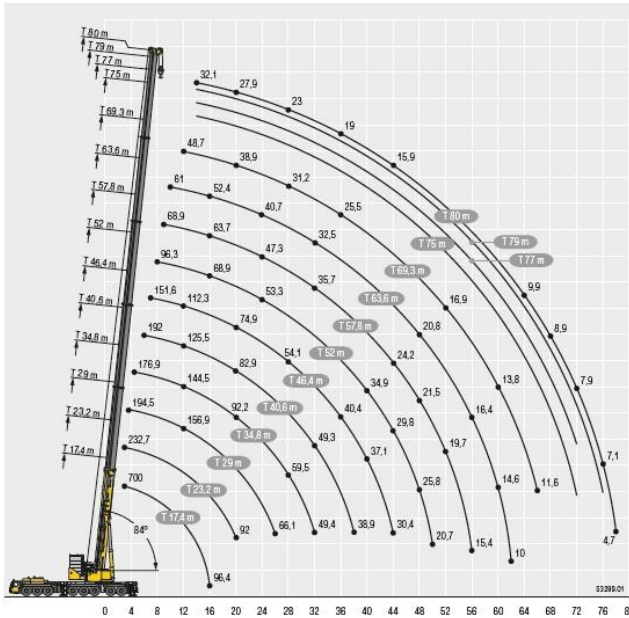 T 80 m
T 79 m
T 77 m
T 75 m
T 69,3 m
T 63,6 m
T 57,8 m
T 52 m
T 46,4 m
T 40,6 m
T 34,8 m
T 29 m
T 23,2 m
T 17,4 m
84°
32,1 27,9 23 19 15,9 9,9 8,9 7,9 7,1 4,7
T 80 m
T 79 m
T 75 m
T 77 m
48,7 38,9 31,2 25,5 16,9 13,8 11,6
T 69,3 m
61 52,4 40,7 32,5 20,8 16,4 14,6 10
T 63,6 m
68,9 63,7 47,3 35,7 24,2 21,5 19,7 15,4
T 57,8 m
96,3 68,9 53,3 34,9 29,8 25,8 20,7
T 52 m
151,6 112,3 74,9 54,1 40,4 37,1 30,4
T 46,4 m
192 125,5 82,9 49,3 38,9
T 40,6 m
176,9 144,5 92,2 59,5 49,4
T 34,8 m
194,5 156,9 66,1
T 29 m
232,7 92
T 23,2 m
700 96,4
T 17,4 m
S3269.01
0 4 8 12 16 20 24 28 32 36 40 44 48 52 56 60 64 68 72 76 8